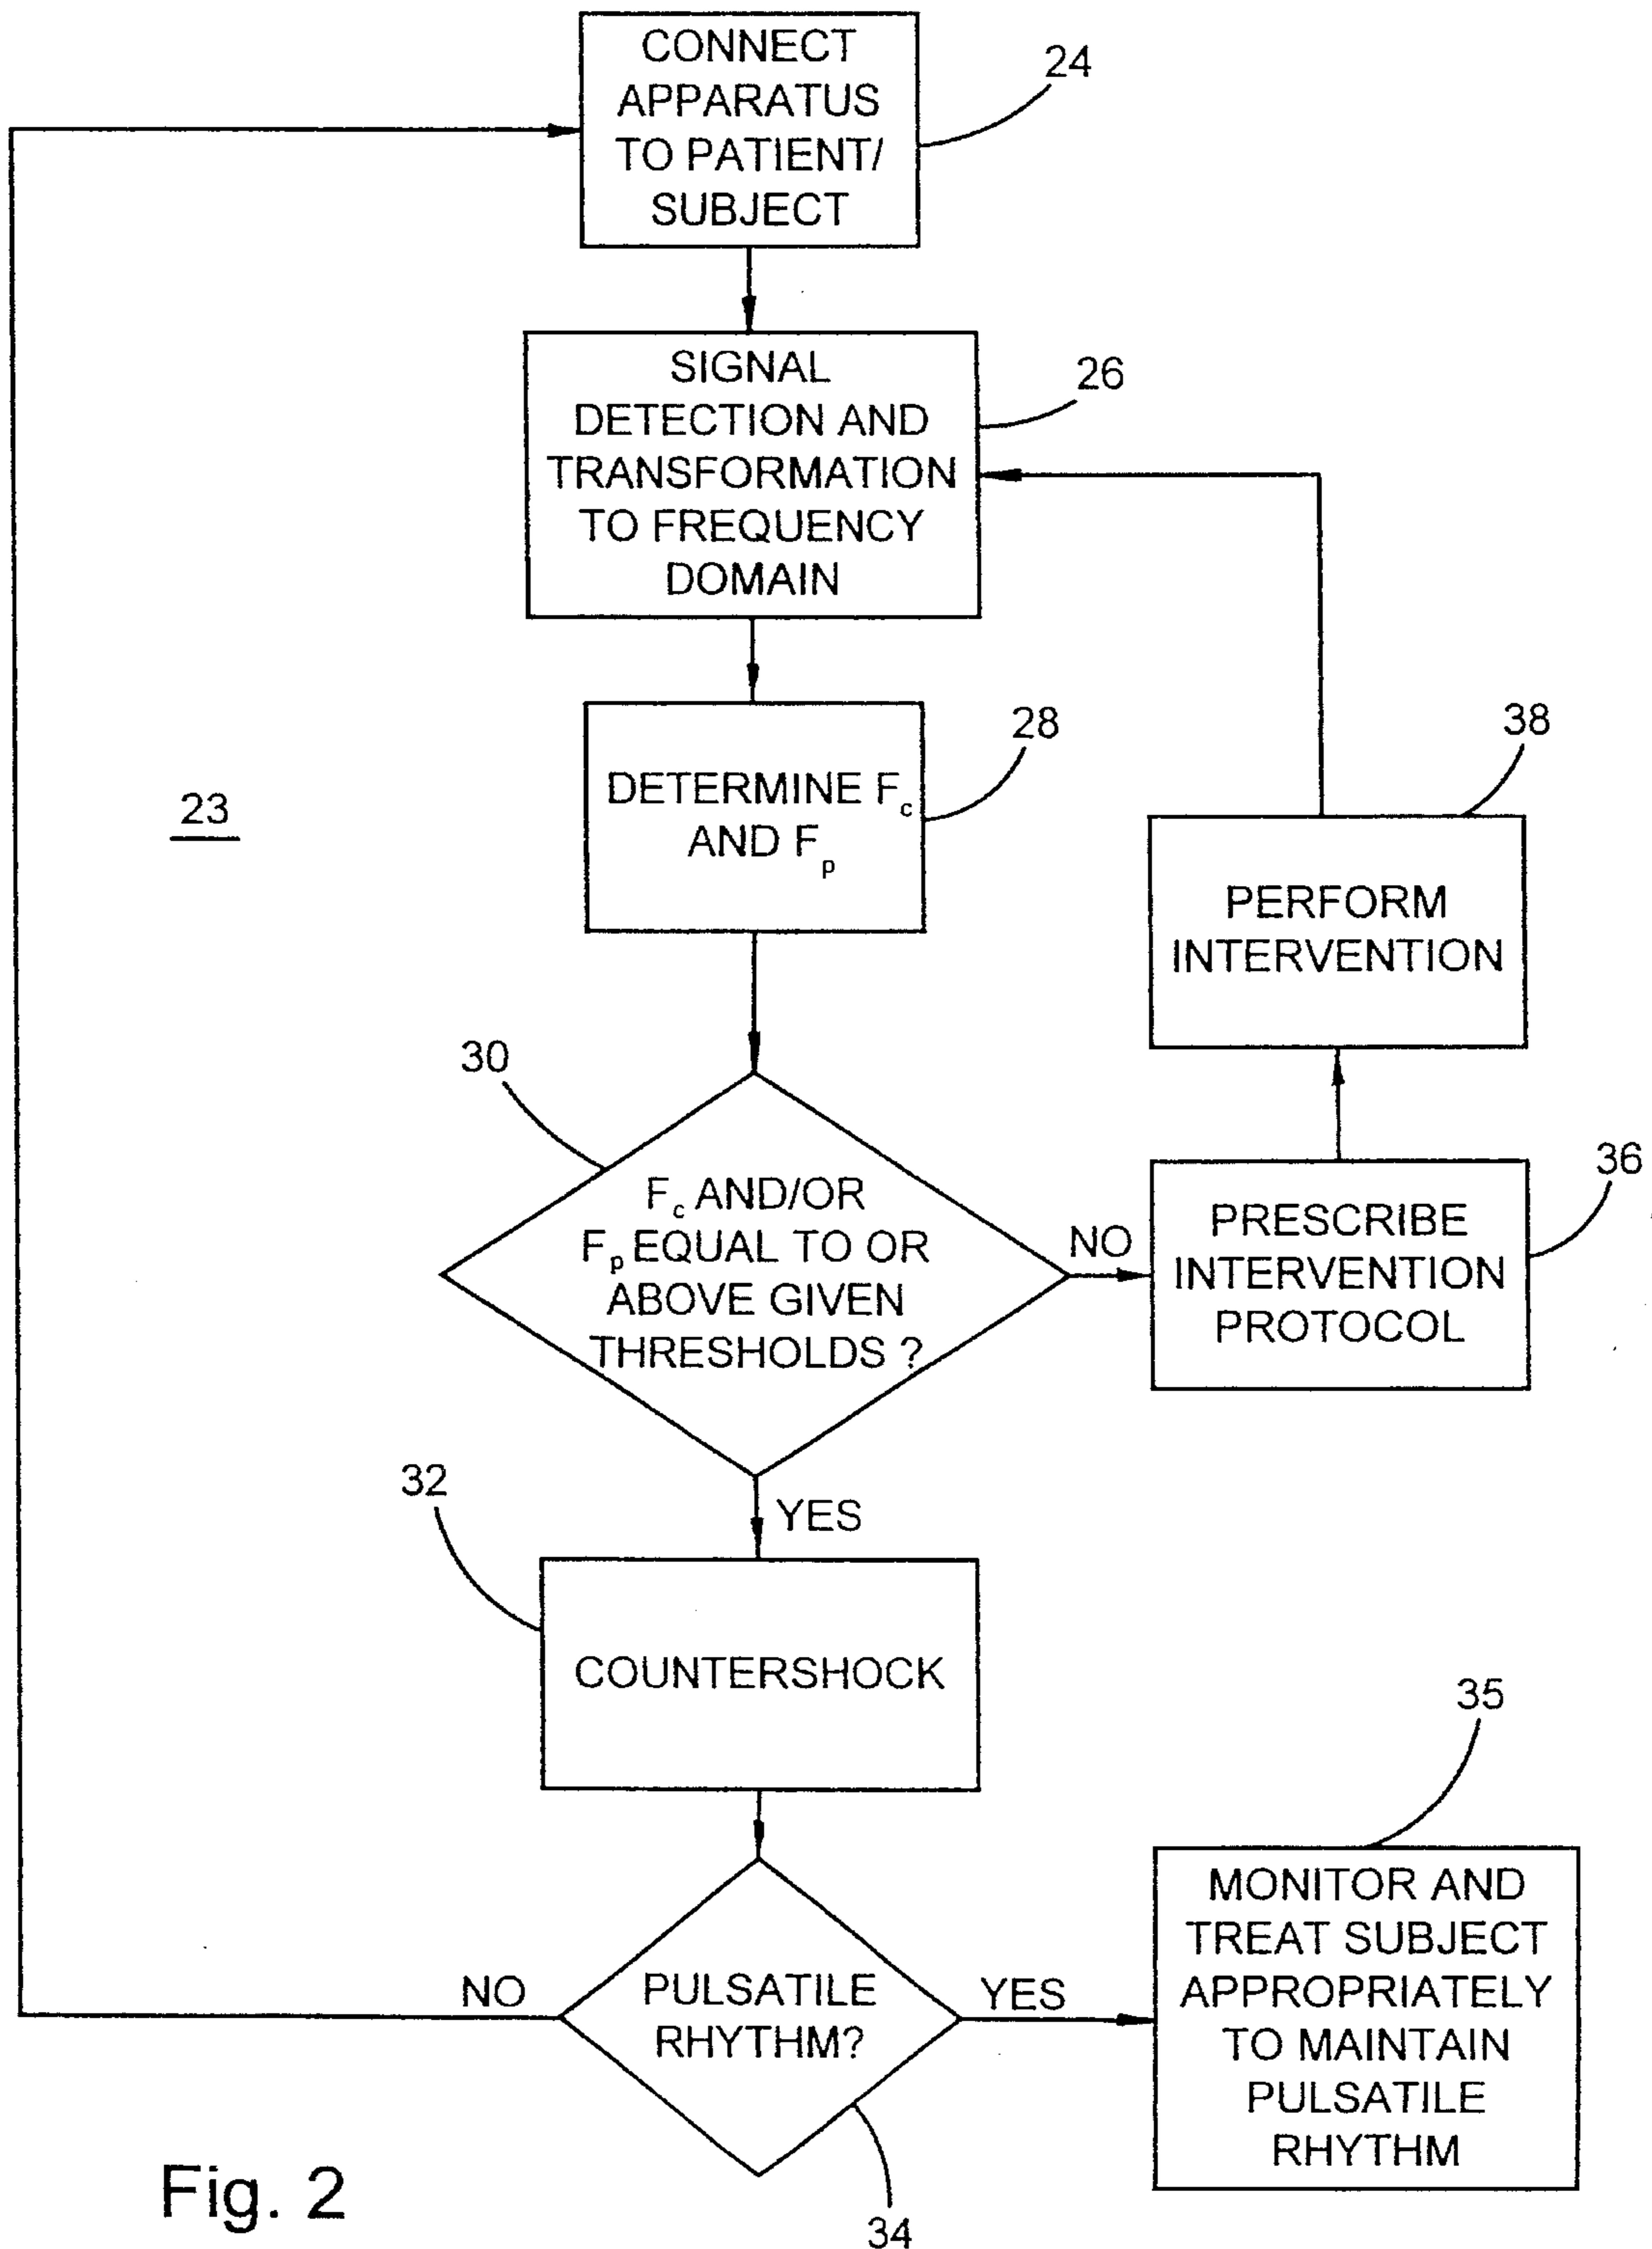 CONNECT
APPARATUS
TO PATIENT/
SUBJECT
24
SIGNAL
DETECTION AND
TRANSFORMATION
TO FREQUENCY
DOMAIN
26
DETERMINE Fc
AND Fp
28
23
38
PERFORM
INTERVENTION
30
Fc AND/OR
Fp EQUAL TO OR
ABOVE GIVEN
THRESHOLDS ?
NO
PRESCRIBE
INTERVENTION
PROTOCOL
36
YES
32
COUNTERSHOCK
35
MONITOR AND
TREAT SUBJECT
APPROPRIATELY
TO MAINTAIN
PULSATILE
RHYTHM
NO
PULSATILE
RHYTHM?
YES
34
Fig. 2